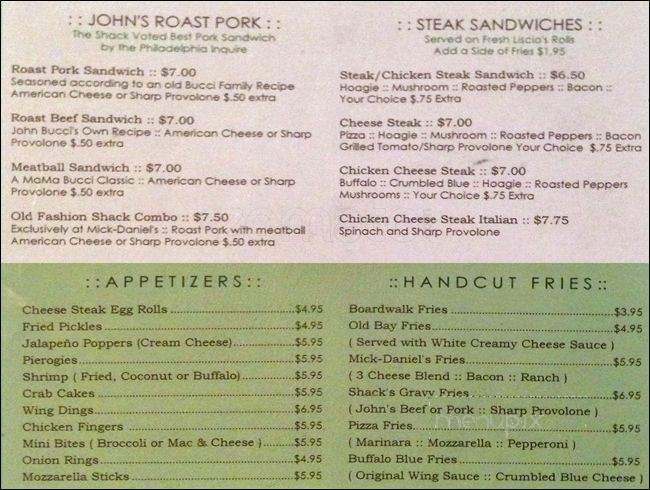 : : JOHN'S ROAST PORK : :
The Shack Voted Best Pork Sandwich
by the Philadelphia Inquire
Roast Pork Sandwich :: $7.00
Seasoned according to an old Bucci Family Recipe
American Cheese or Sharp Provolone $.50 extra
Roast Beef Sandwich :: $7.00
John Bucci's Own Recipe :: American Cheese or Sharp
Provolone $.50 extra
Meatball Sandwich :: $7.00
A MaMa Bucci Classic :: American Cheese or Sharp
Provolone $.50 extra
Old Fashion Shack Combo :: $7.50
Exclusively at Mick-Daniel's :: Roast Pork with meatball
American Cheese or Sharp Provolone $.50 extra
: : STEAK SANDWICHES : :
Served on Fresh Liscio's Rolls
Add a Side of Fries $1.95
Steak/Chicken Steak Sandwich :: $6.50
Hoagie :: Mushroom :: Roasted Peppers :: Bacon ::
Your Choice $.75 Extra
Cheese Steak :: $7.00
Pizza :: Hoagie :: Mushroom :: Roasted Peppers :: Bacon
Grilled Tomato/Sharp Provolone Your Choice $.75 Extra
Chicken Cheese Steak :: $7.00
Buffalo :: Crumbled Blue :: Hoagie :: Roasted Peppers
Mushrooms :: Your Choice $.75 Extra
Chicken Cheese Steak Italian :: $7.75
Spinach and Sharp Provolone
: : APPETIZERS : :
Cheese Steak Egg Rolls.....$4.95
Fried Pickles.....$4.95
Jalapeño Poppers (Cream Cheese).....$5.95
Pierogies.....$5.95
Shrimp ( Fried, Coconut or Buffalo).....$5.95
Crab Cakes.....$5.95
Wing Dings.....$6.95
Chicken Fingers.....$5.95
Mini Bites ( Broccoli or Mac & Cheese ).....$5.95
Onion Rings.....$4.95
Mozzarella Sticks.....$5.95
:: HANDCUT FRIES ::
Boardwalk Fries.....$3.95
Old Bay Fries.....$4.95
( Served with White Creamy Cheese Sauce )
Mick-Daniel's Fries.....$5.95
( 3 Cheese Blend :: Bacon :: Ranch )
Shack's Gravy Fries.....$6.95
( John's Beef or Pork :: Sharp Provolone )
Pizza Fries.....$5.95
( Marinara :: Mozzarella :: Pepperoni )
Buffalo Blue Fries.....$5.95
( Original Wing Sauce :: Crumbled Blue Cheese )